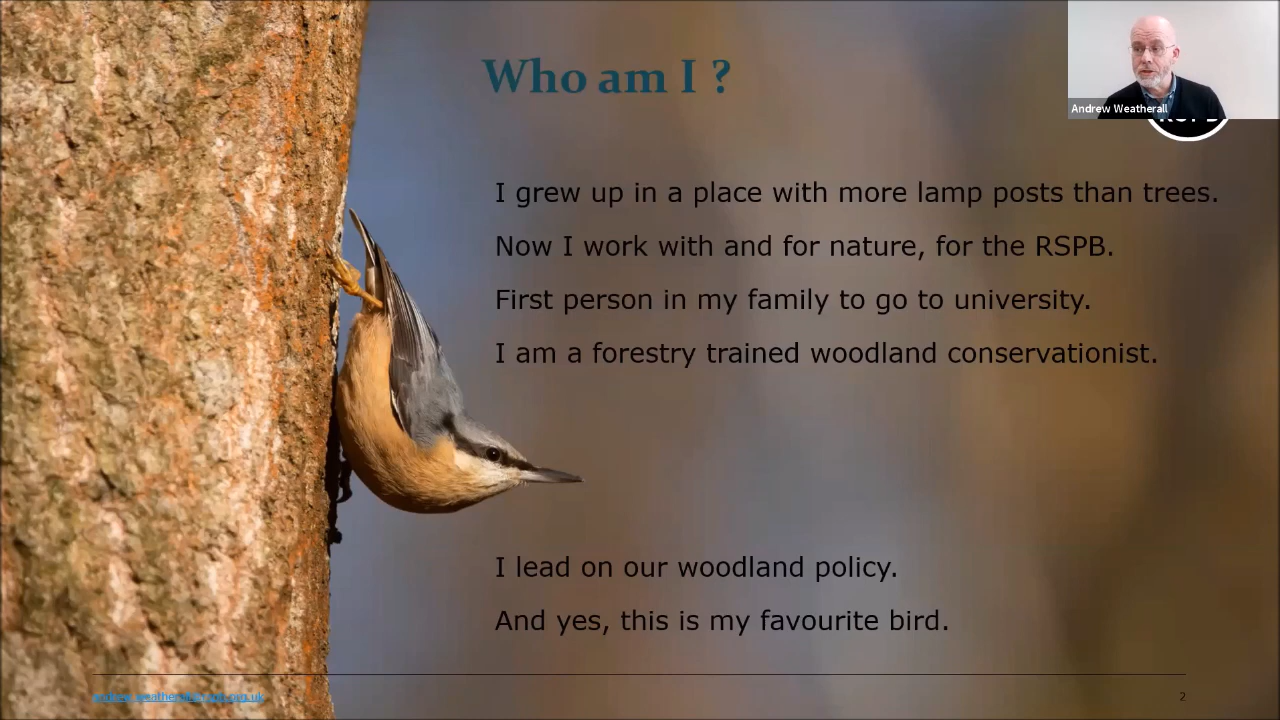 Who am I ?
Andrew Weatherall
I grew up in a place with more lamp posts than trees.
Now I work with and for nature, for the RSPB.
First person in my family to go to university.
I am a forestry trained woodland conservationist.
I lead on our woodland policy.
And yes, this is my favourite bird.
2